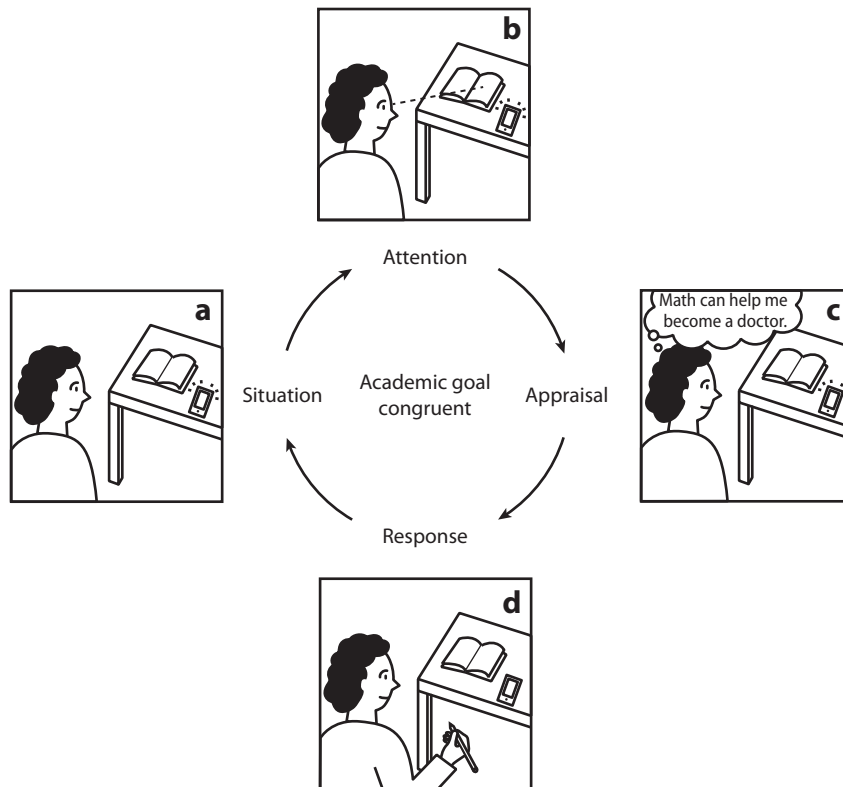 b
Attention
a
Situation
Academic goal
congruent
Appraisal
Math can help me
become a doctor.
c
Response
d